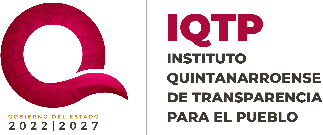 GOBIERNO DEL ESTADO
2022|2027
IQTP
INSTITUTO
QUINTANARROENSE
DE TRANSPARENCIA
PARA EL PUEBLO